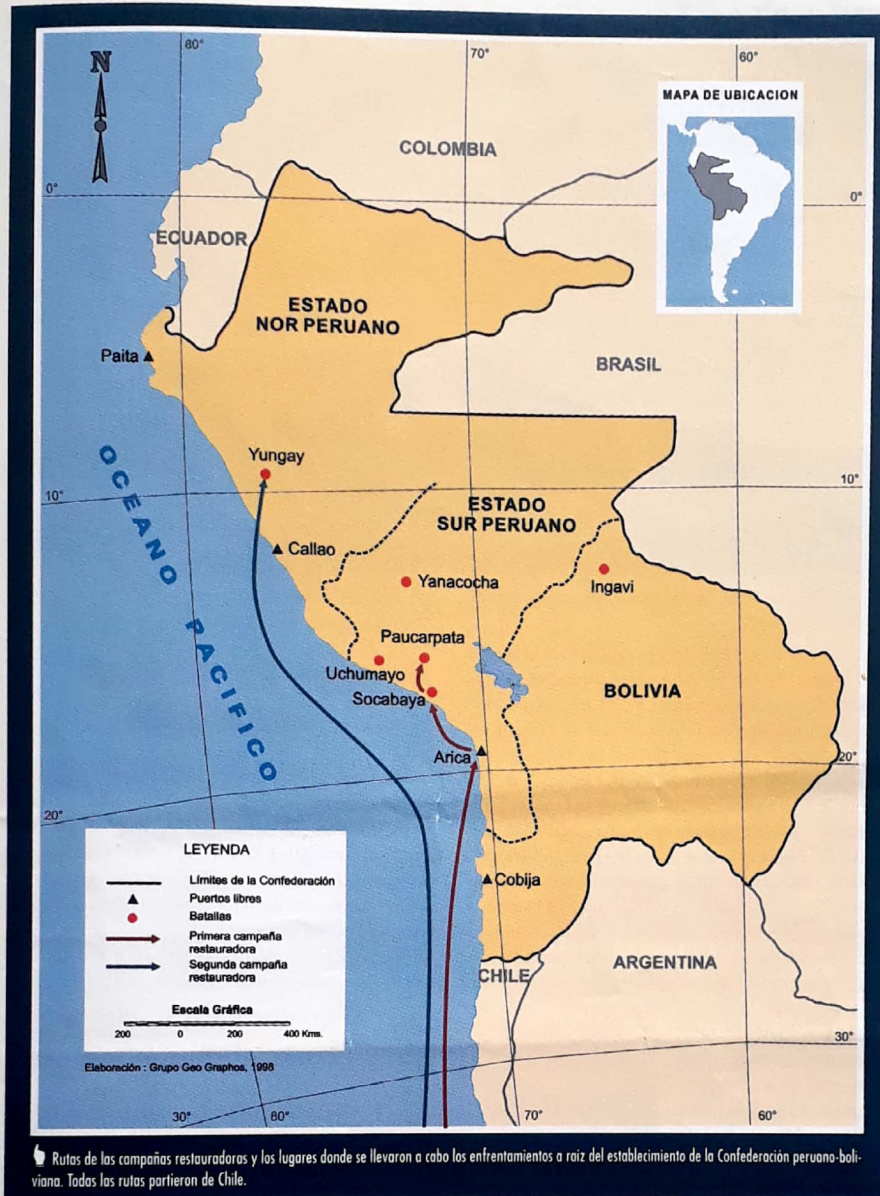 80°
70°
60°
N
MAPA DE UBICACION
COLOMBIA
0°
0°
ECUADOR
ESTADO
NOR PERUANO
Paita
BRASIL
OCEANO PACIFICO
Yungay
10°
10°
ESTADO
SUR PERUANO
Callao
Yanacocha
Ingavi
Paucarpata
Uchumayo
Socabaya
BOLIVIA
Arica
20°
20°
LEYENDA
Límites de la Confederación
Puertos libres
Batallas
Primera campaña
restauradora
Segunda campaña
restauradora
Escala Gráfica
200 0 200 400 Kms.
Cobija
CHILE
ARGENTINA
30°
Elaboración : Grupo Geo Graphos, 1998
30°
80°
70°
60°
Rutas de las campañas restauradoras y los lugares donde se llevaron a cabo los enfrentamientos a raiz del establecimiento de la Confederación peruano-boli-
viana. Todas las rutas partieron de Chile.